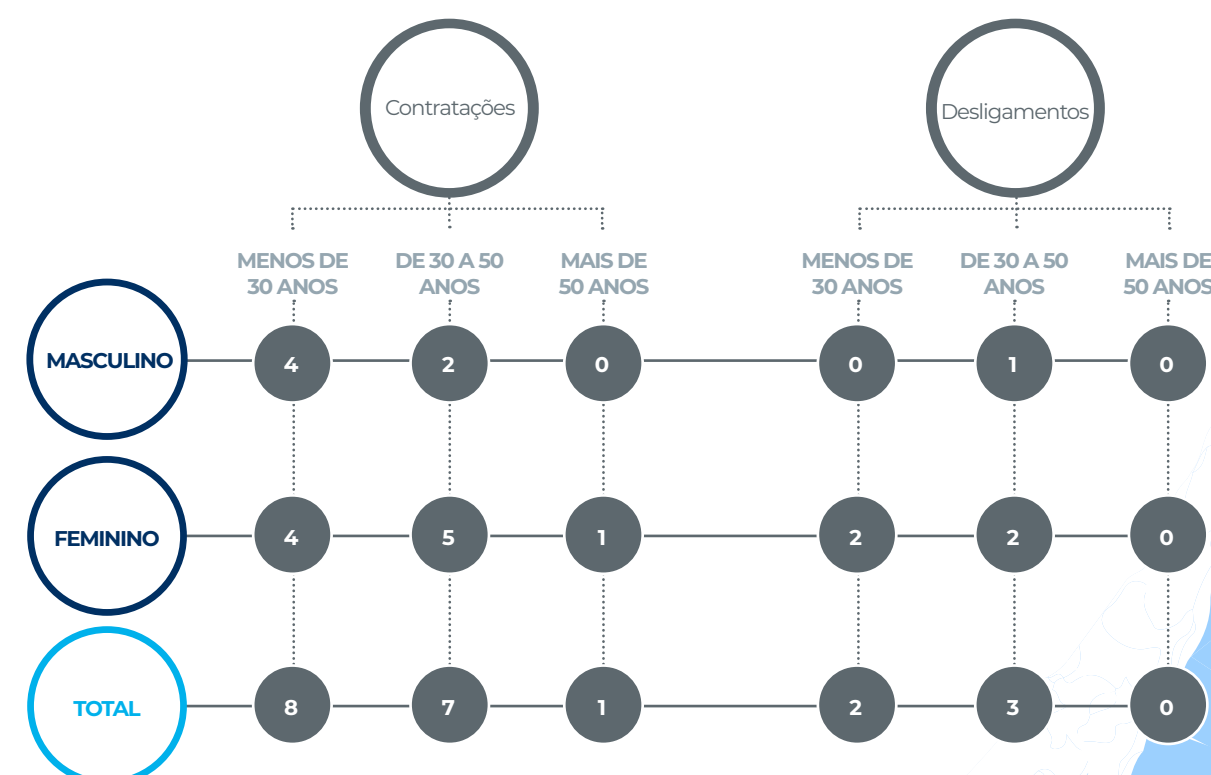 Contratações
Desligamentos
MENOS DE
30 ANOS
DE 30 A 50
ANOS
MAIS DE
50 ANOS
MENOS DE
30 ANOS
DE 30 A 50
ANOS
MAIS DE
50 ANOS
MASCULINO 4 2 0 0 1 0
FEMININO 4 5 1 2 2 0
TOTAL 8 7 1 2 3 0